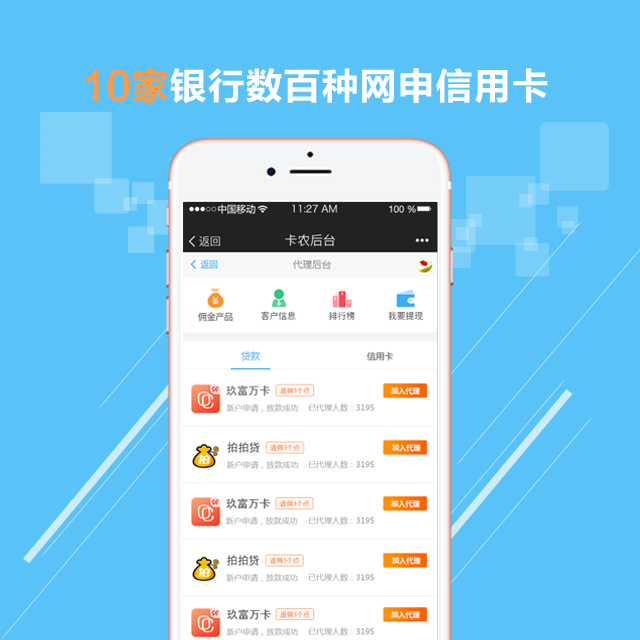 10家银行数百种网申信用卡
中国移动 11:27 AM 100 %
返回 卡农后台
返回 代理后台
佣金产品 客户信息 排行榜 我要提现
贷款 信用卡
玖富万卡 返佣3个点 加入代理
新户申请，放款成功 已代理人数：3195
拍拍贷 返佣3个点 加入代理
新户申请，放款成功 已代理人数：3195
玖富万卡 返佣3个点 加入代理
新户申请，放款成功 已代理人数：3195
拍拍贷 返佣3个点 加入代理
新户申请，放款成功 已代理人数：3195
玖富万卡 返佣3个点 加入代理
新户申请，放款成功 已代理人数：3195